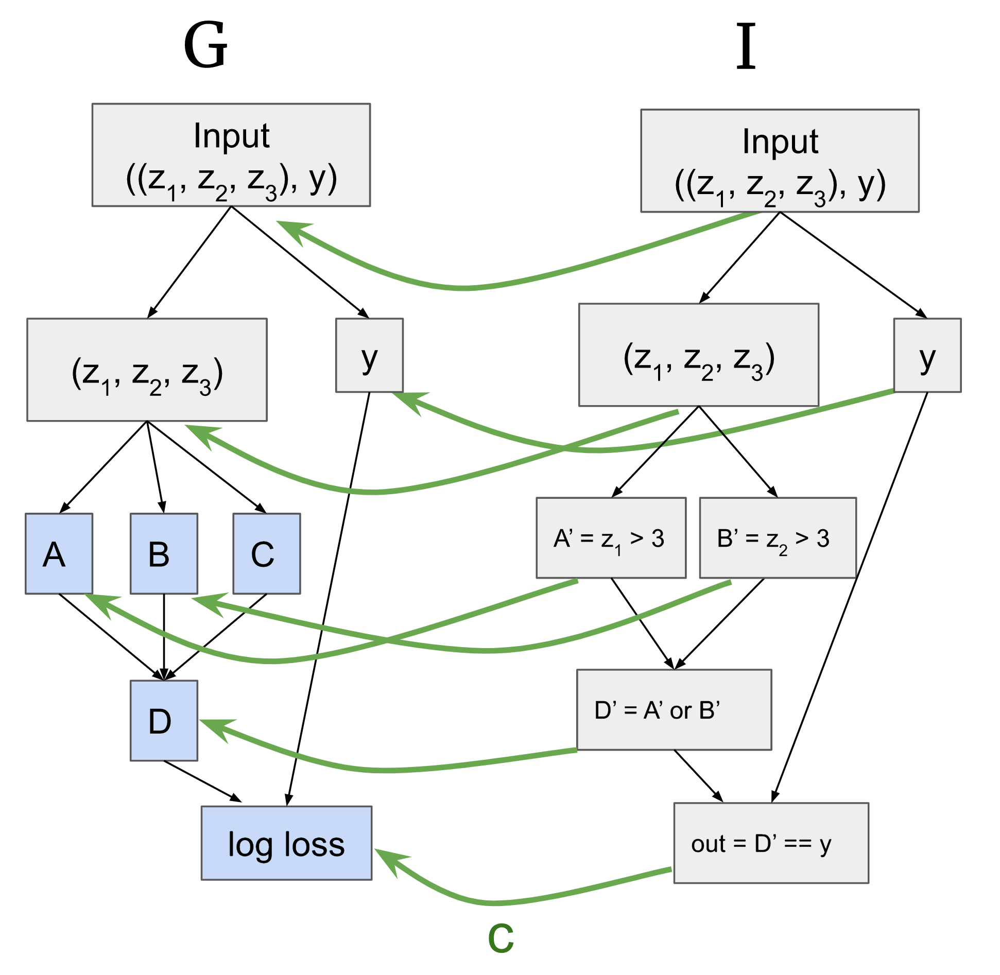 G
I
Input
((z₁, z₂, z₃), y)
Input
((z₁, z₂, z₃), y)
(z₁, z₂, z₃)
y
(z₁, z₂, z₃)
y
A
B
C
A’ = z₁ > 3
B’ = z₂ > 3
D
D’ = A’ or B’
log loss
out = D’ == y
c